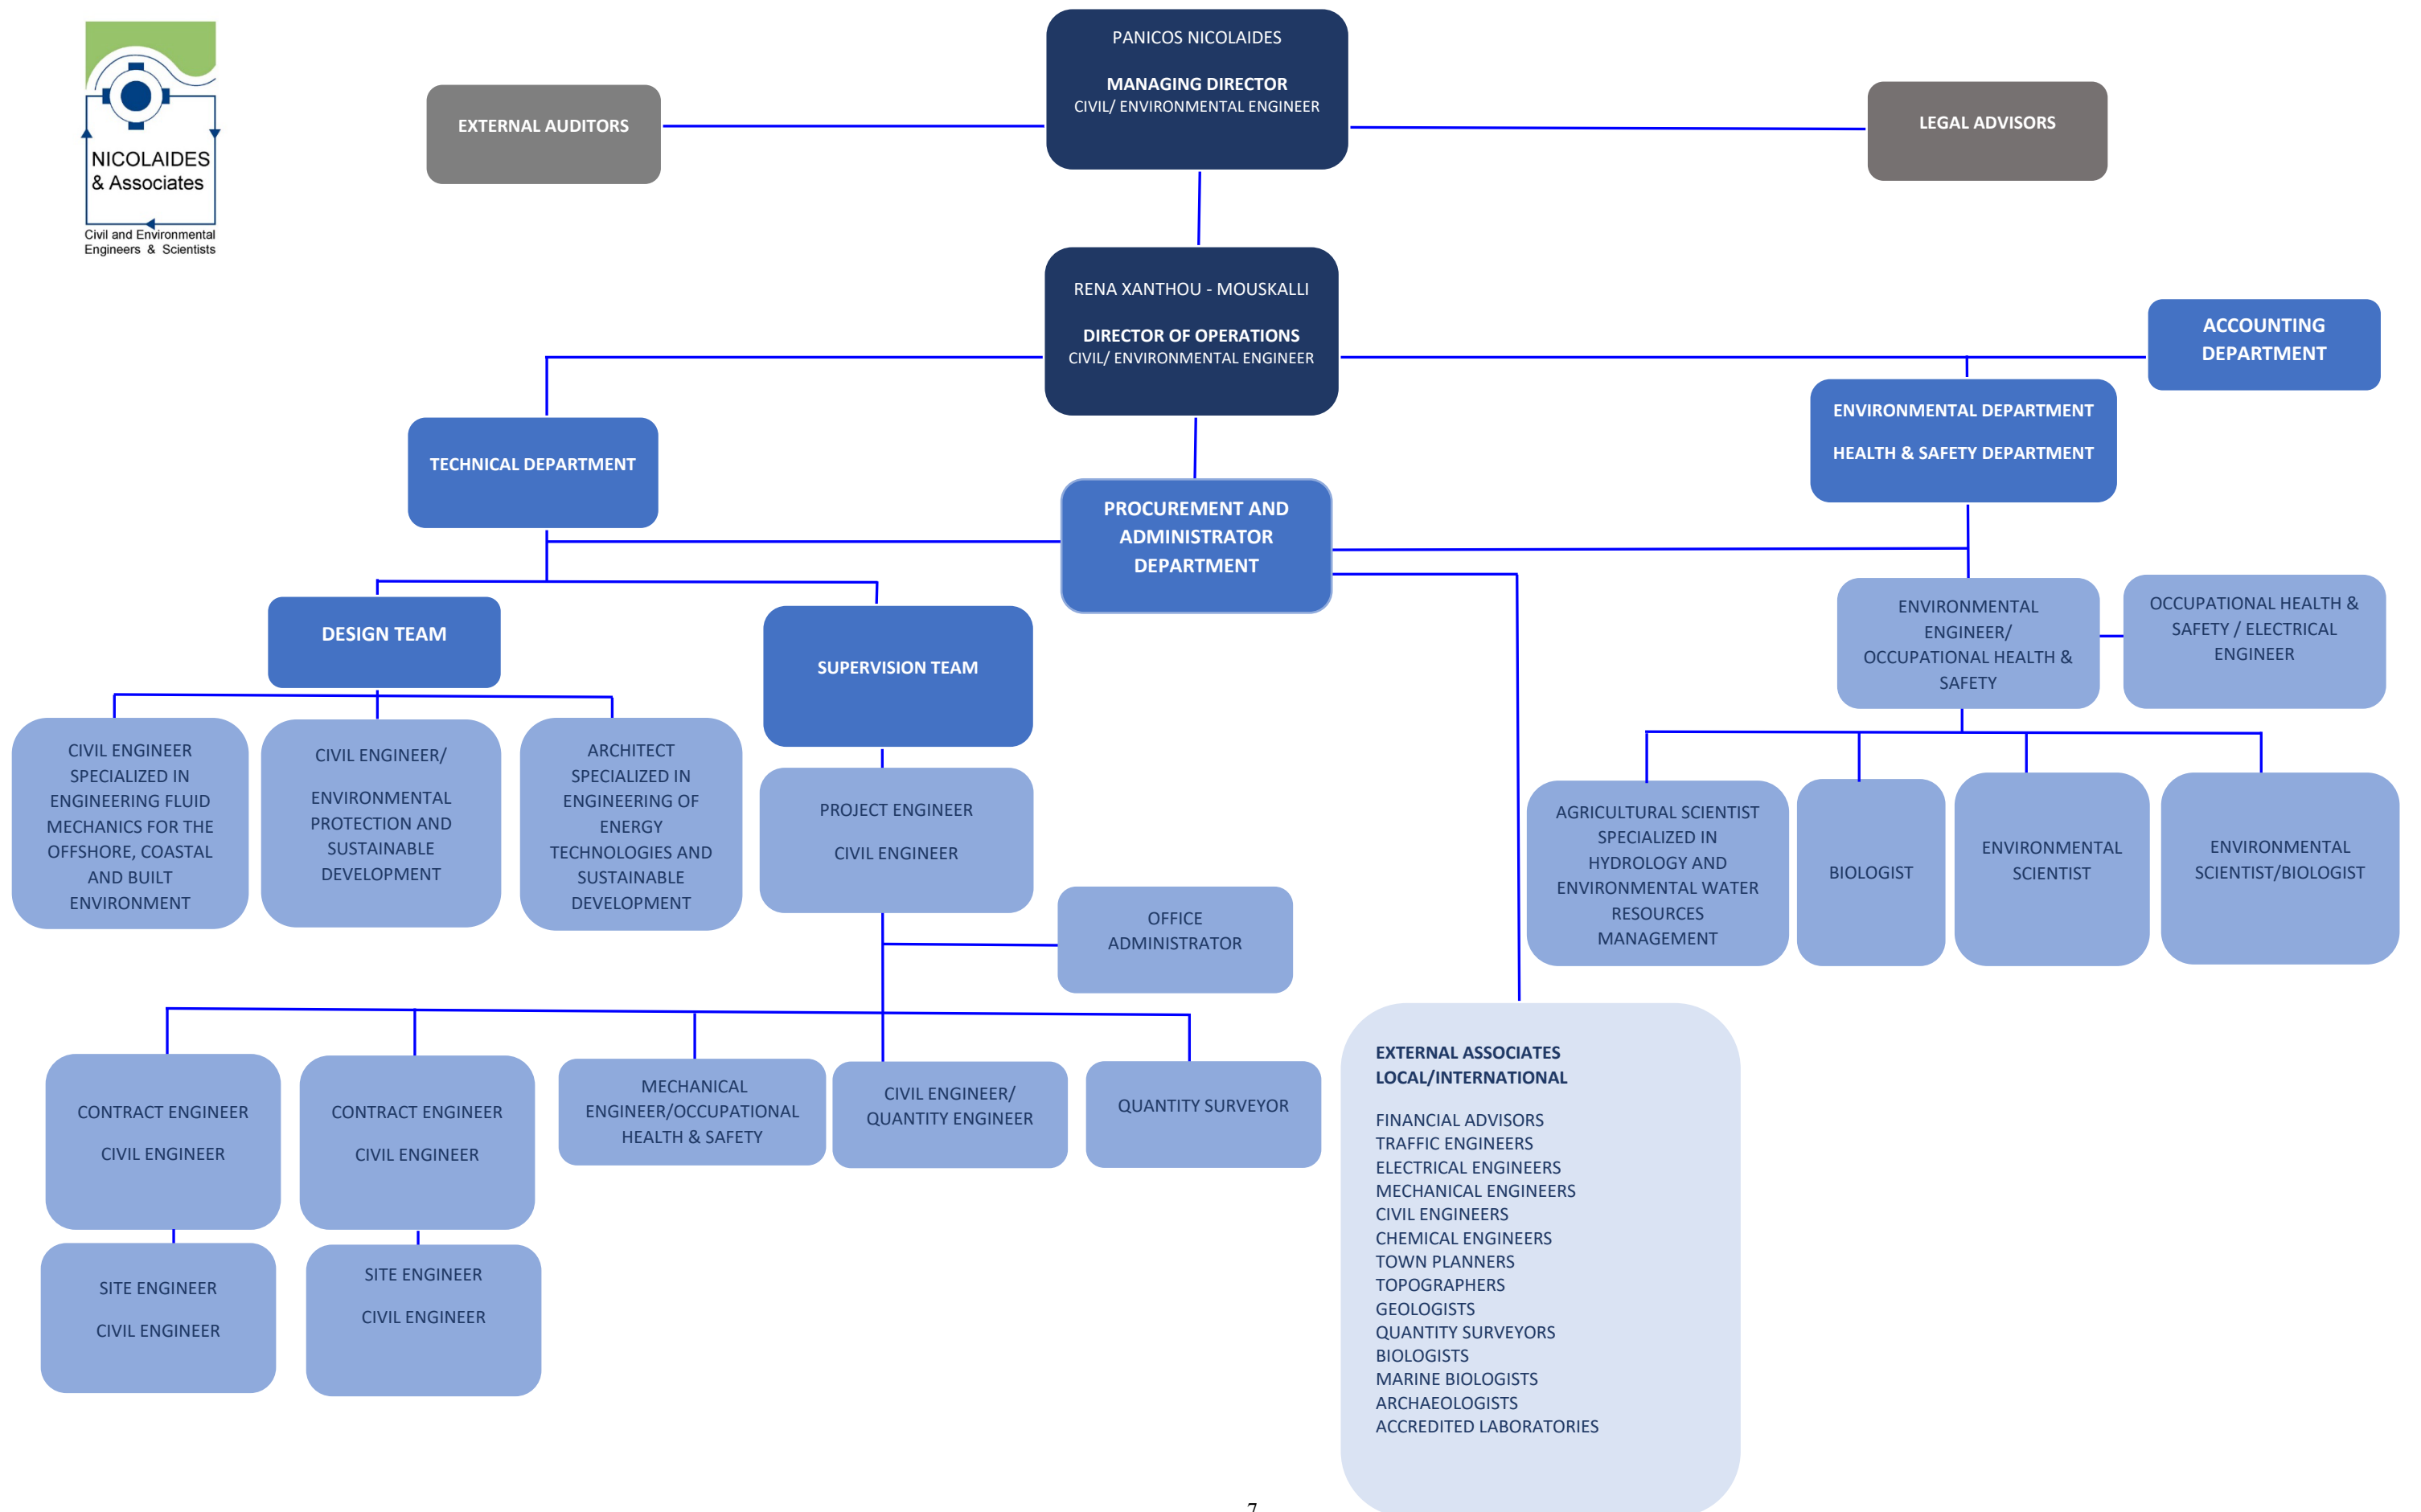 NICOLAIDES
& Associates
Civil and Environmental
Engineers & Scientists
PANICOS NICOLAIDES
MANAGING DIRECTOR
CIVIL/ ENVIRONMENTAL ENGINEER
EXTERNAL AUDITORS
LEGAL ADVISORS
RENA XANTHOU - MOUSKALLI
DIRECTOR OF OPERATIONS
CIVIL/ ENVIRONMENTAL ENGINEER
ACCOUNTING
DEPARTMENT
TECHNICAL DEPARTMENT
ENVIRONMENTAL DEPARTMENT
HEALTH & SAFETY DEPARTMENT
PROCUREMENT AND
ADMINISTRATOR
DEPARTMENT
DESIGN TEAM
SUPERVISION TEAM
ENVIRONMENTAL
ENGINEER/
OCCUPATIONAL HEALTH &
SAFETY
OCCUPATIONAL HEALTH &
SAFETY / ELECTRICAL
ENGINEER
CIVIL ENGINEER
SPECIALIZED IN
ENGINEERING FLUID
MECHANICS FOR THE
OFFSHORE, COASTAL
AND BUILT
ENVIRONMENT
CIVIL ENGINEER/
ENVIRONMENTAL
PROTECTION AND
SUSTAINABLE
DEVELOPMENT
ARCHITECT
SPECIALIZED IN
ENGINEERING OF
ENERGY
TECHNOLOGIES AND
SUSTAINABLE
DEVELOPMENT
PROJECT ENGINEER
CIVIL ENGINEER
OFFICE
ADMINISTRATOR
AGRICULTURAL SCIENTIST
SPECIALIZED IN
HYDROLOGY AND
ENVIRONMENTAL WATER
RESOURCES
MANAGEMENT
BIOLOGIST
ENVIRONMENTAL
SCIENTIST
ENVIRONMENTAL
SCIENTIST/BIOLOGIST
CONTRACT ENGINEER
CIVIL ENGINEER
CONTRACT ENGINEER
CIVIL ENGINEER
MECHANICAL
ENGINEER/OCCUPATIONAL
HEALTH & SAFETY
CIVIL ENGINEER/
QUANTITY ENGINEER
QUANTITY SURVEYOR
SITE ENGINEER
CIVIL ENGINEER
SITE ENGINEER
CIVIL ENGINEER
EXTERNAL ASSOCIATES
LOCAL/INTERNATIONAL
FINANCIAL ADVISORS
TRAFFIC ENGINEERS
ELECTRICAL ENGINEERS
MECHANICAL ENGINEERS
CIVIL ENGINEERS
CHEMICAL ENGINEERS
TOWN PLANNERS
TOPOGRAPHERS
GEOLOGISTS
QUANTITY SURVEYORS
BIOLOGISTS
MARINE BIOLOGISTS
ARCHAEOLOGISTS
ACCREDITED LABORATORIES
7